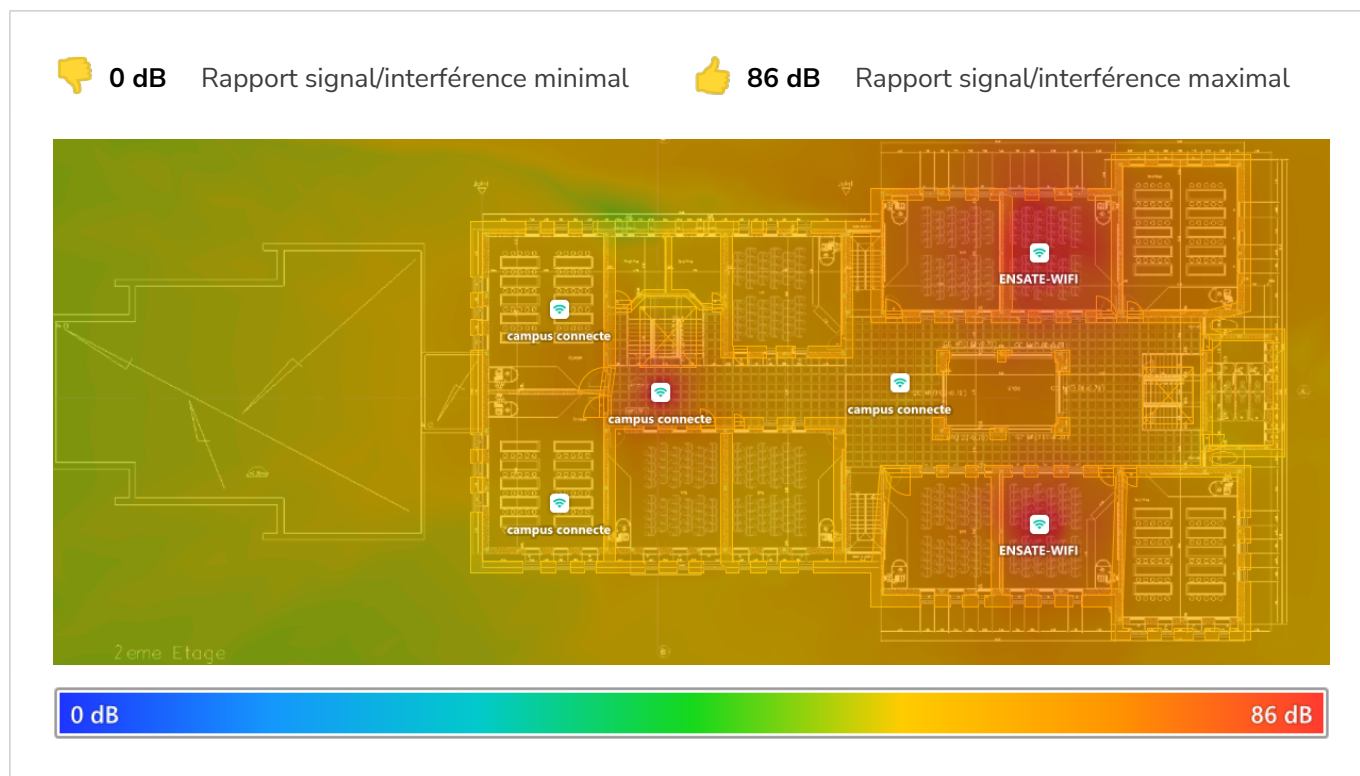 0 dB Rapport signal/interférence minimal 86 dB Rapport signal/interférence maximal
ENSATE-WIFI
campus connecte
campus connecte
campus connecte
campus connecte
ENSATE-WIFI
2eme Etage
0 dB 86 dB